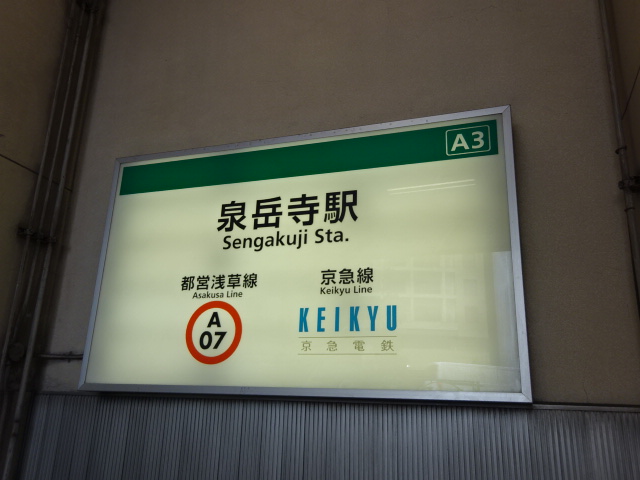 A3
泉岳寺駅
Sengakuji Sta.
都営浅草線
Asakusa Line
A
07
京急線
Keikyu Line
KEIKYU
京急電鉄